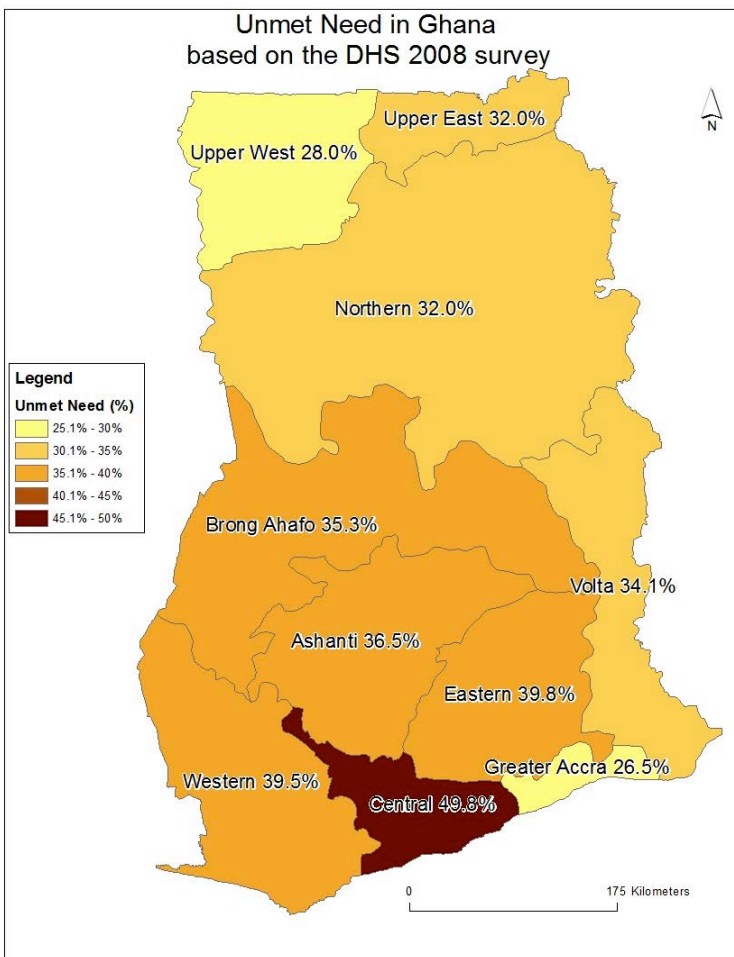 Unmet Need in Ghana
based on the DHS 2008 survey
N
Upper East 32.0%
Upper West 28.0%
Northern 32.0%
Legend
Unmet Need (%)
25.1% - 30%
30.1% - 35%
35.1% - 40%
40.1% - 45%
45.1% - 50%
Brong Ahafo 35.3%
Volta 34.1%
Ashanti 36.5%
Eastern 39.8%
Greater Accra 26.5%
Western 39.5%
Central 49.8%
0 175 Kilometers